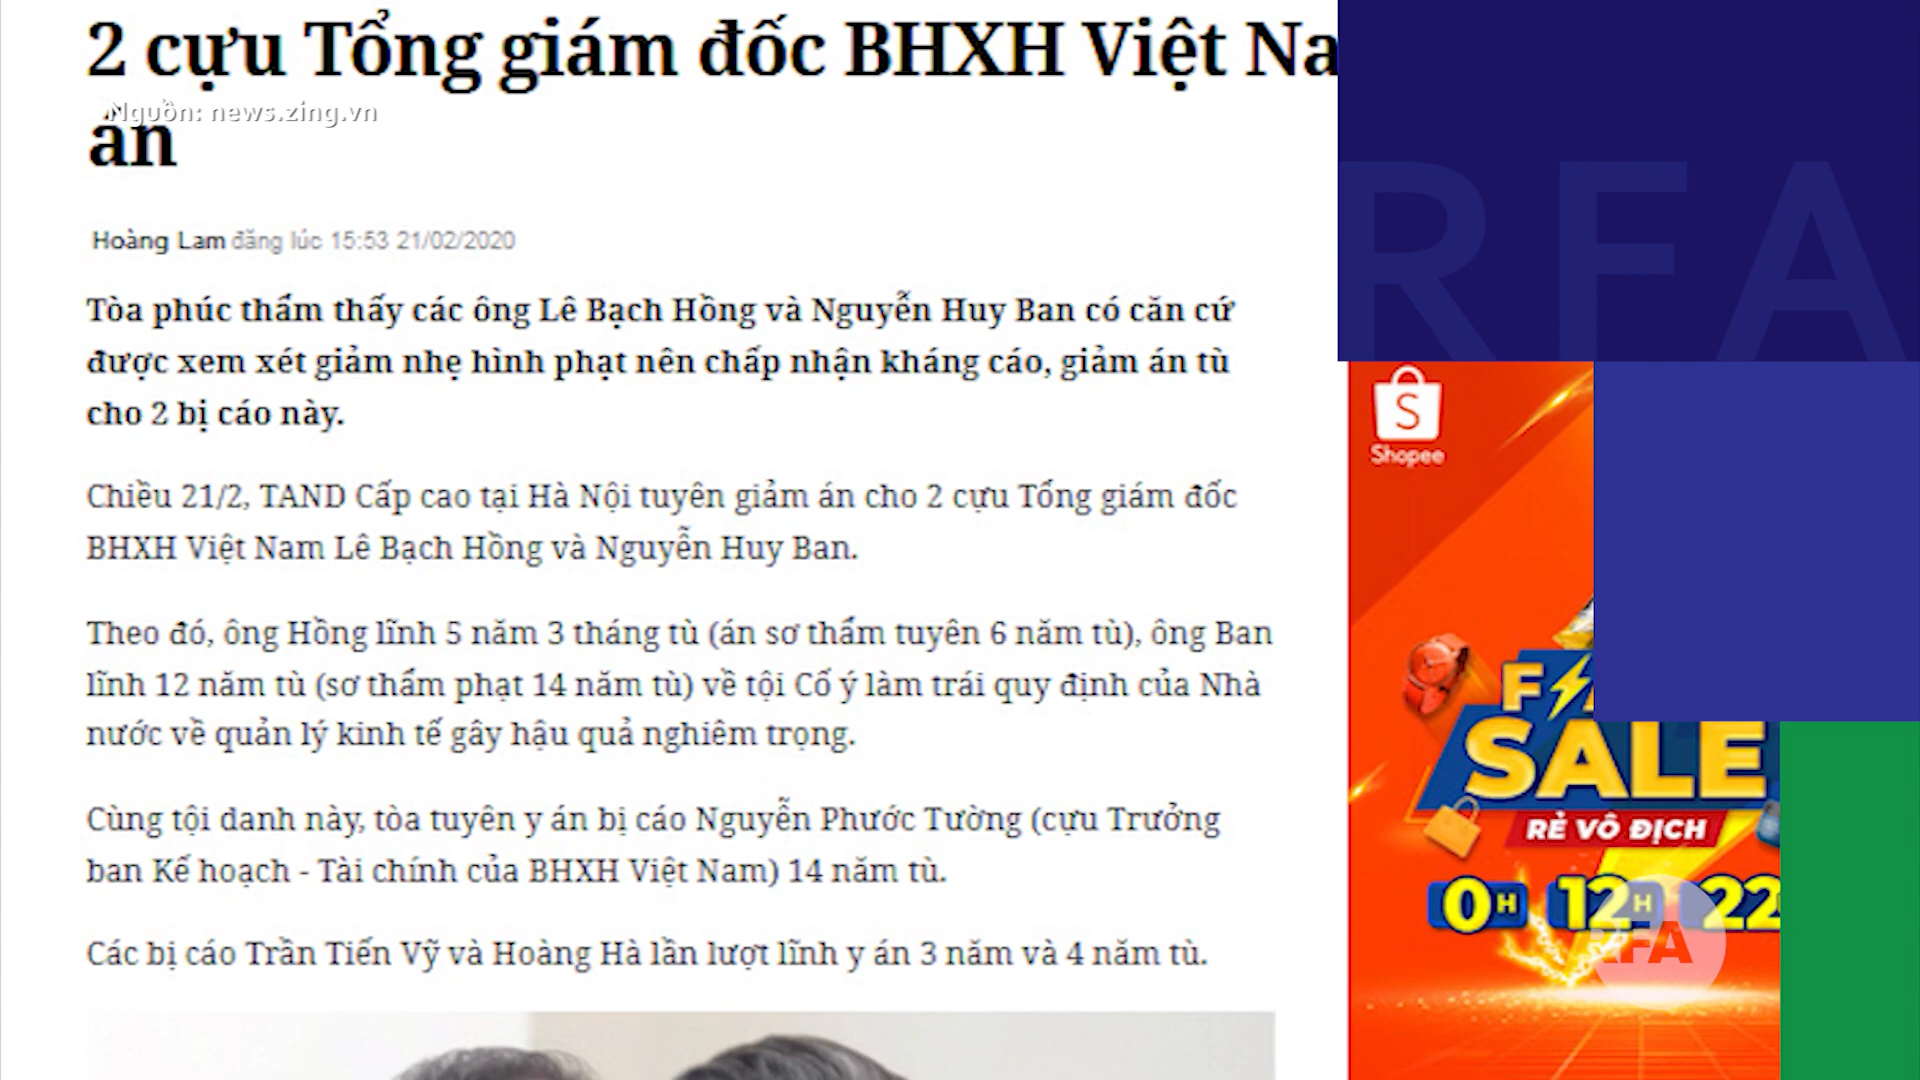 2 cựu Tổng giám đốc BHXH Việt Na
án
Nguồn: news.zing.vn
Hoàng Lam đăng lúc 15:53 21/02/2020
Tòa phúc thẩm thấy các ông Lê Bạch Hồng và Nguyễn Huy Ban có căn cứ
được xem xét giảm nhẹ hình phạt nên chấp nhận kháng cáo, giảm án tù
cho 2 bị cáo này.
Chiều 21/2, TAND Cấp cao tại Hà Nội tuyên giảm án cho 2 cựu Tổng giám đốc
BHXH Việt Nam Lê Bạch Hồng và Nguyễn Huy Ban.
Theo đó, ông Hồng lĩnh 5 năm 3 tháng tù (án sơ thẩm tuyên 6 năm tù), ông Ban
lĩnh 12 năm tù (sơ thẩm phạt 14 năm tù) về tội Cố ý làm trái quy định của Nhà
nước về quản lý kinh tế gây hậu quả nghiêm trọng.
Cùng tội danh này, tòa tuyên y án bị cáo Nguyễn Phước Tường (cựu Trưởng
ban Kế hoạch - Tài chính của BHXH Việt Nam) 14 năm tù.
Các bị cáo Trần Tiến Vỹ và Hoàng Hà lần lượt lĩnh y án 3 năm và 4 năm tù.
RFA
S
Shopee
F
SALE
RẺ VÔ ĐỊCH
0H 12H 22
RFA